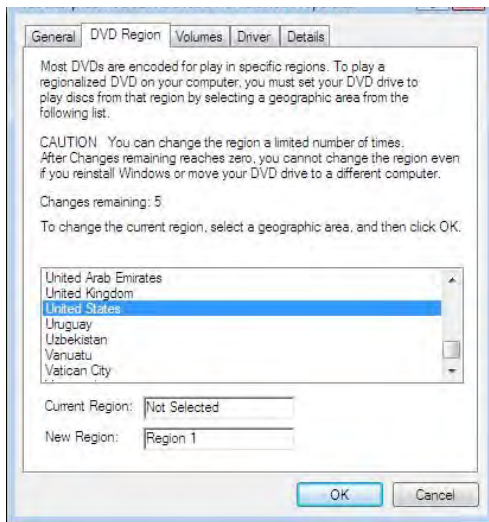 General DVD Region Volumes Driver Details
Most DVDs are encoded for play in specific regions. To play a
regionalized DVD on your computer, you must set your DVD drive to
play discs from that region by selecting a geographic area from the
following list.
CAUTION You can change the region a limited number of times.
After Changes remaining reaches zero, you cannot change the region even
if you reinstall Windows or move your DVD drive to a different computer.
Changes remaining: 5
To change the current region, select a geographic area, and then click OK.
United Arab Emirates
United Kingdom
United States
Uruguay
Uzbekistan
Vanuatu
Vatican City
Current Region: Not Selected
New Region: Region 1
OK Cancel